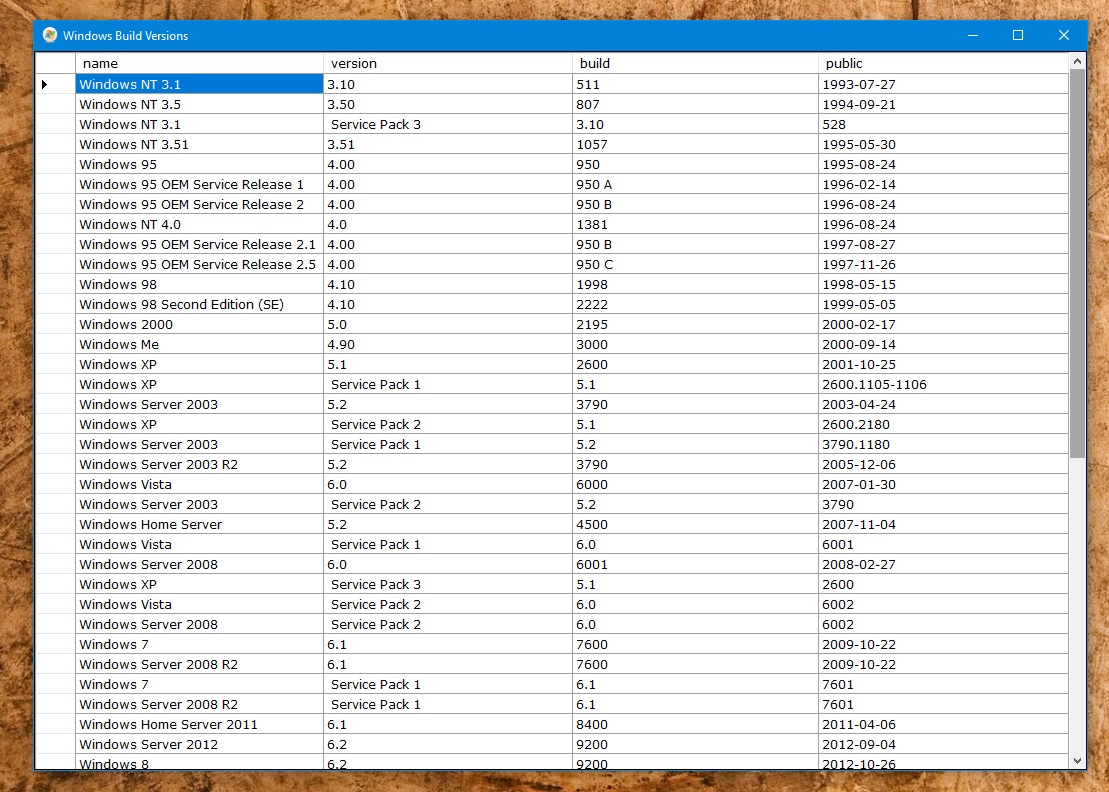 Windows Build Versions
name version build public
Windows NT 3.1 3.10 511 1993-07-27
Windows NT 3.5 3.50 807 1994-09-21
Windows NT 3.1 Service Pack 3 3.10 528
Windows NT 3.51 3.51 1057 1995-05-30
Windows 95 4.00 950 1995-08-24
Windows 95 OEM Service Release 1 4.00 950 A 1996-02-14
Windows 95 OEM Service Release 2 4.00 950 B 1996-08-24
Windows NT 4.0 4.0 1381 1996-08-24
Windows 95 OEM Service Release 2.1 4.00 950 B 1997-08-27
Windows 95 OEM Service Release 2.5 4.00 950 C 1997-11-26
Windows 98 4.10 1998 1998-05-15
Windows 98 Second Edition (SE) 4.10 2222 1999-05-05
Windows 2000 5.0 2195 2000-02-17
Windows Me 4.90 3000 2000-09-14
Windows XP 5.1 2600 2001-10-25
Windows XP Service Pack 1 5.1 2600.1105-1106
Windows Server 2003 5.2 3790 2003-04-24
Windows XP Service Pack 2 5.1 2600.2180
Windows Server 2003 Service Pack 1 5.2 3790.1180
Windows Server 2003 R2 5.2 3790 2005-12-06
Windows Vista 6.0 6000 2007-01-30
Windows Server 2003 Service Pack 2 5.2 3790
Windows Home Server 5.2 4500 2007-11-04
Windows Vista Service Pack 1 6.0 6001
Windows Server 2008 6.0 6001 2008-02-27
Windows XP Service Pack 3 5.1 2600
Windows Vista Service Pack 2 6.0 6002
Windows Server 2008 Service Pack 2 6.0 6002
Windows 7 6.1 7600 2009-10-22
Windows Server 2008 R2 6.1 7600 2009-10-22
Windows 7 Service Pack 1 6.1 7601
Windows Server 2008 R2 Service Pack 1 6.1 7601
Windows Home Server 2011 6.1 8400 2011-04-06
Windows Server 2012 6.2 9200 2012-09-04
Windows 8 6.2 9200 2012-10-26